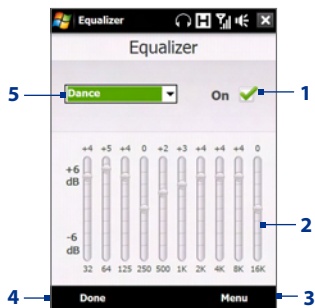 Equalizer
Equalizer
5 Dance On 1
+4 +5 +4 0 +2 +3 +4 +4 +4 0
+6
dB
2
-6
dB
32 64 125 250 500 1K 2K 4K 8K 16K
4 Done Menu 3